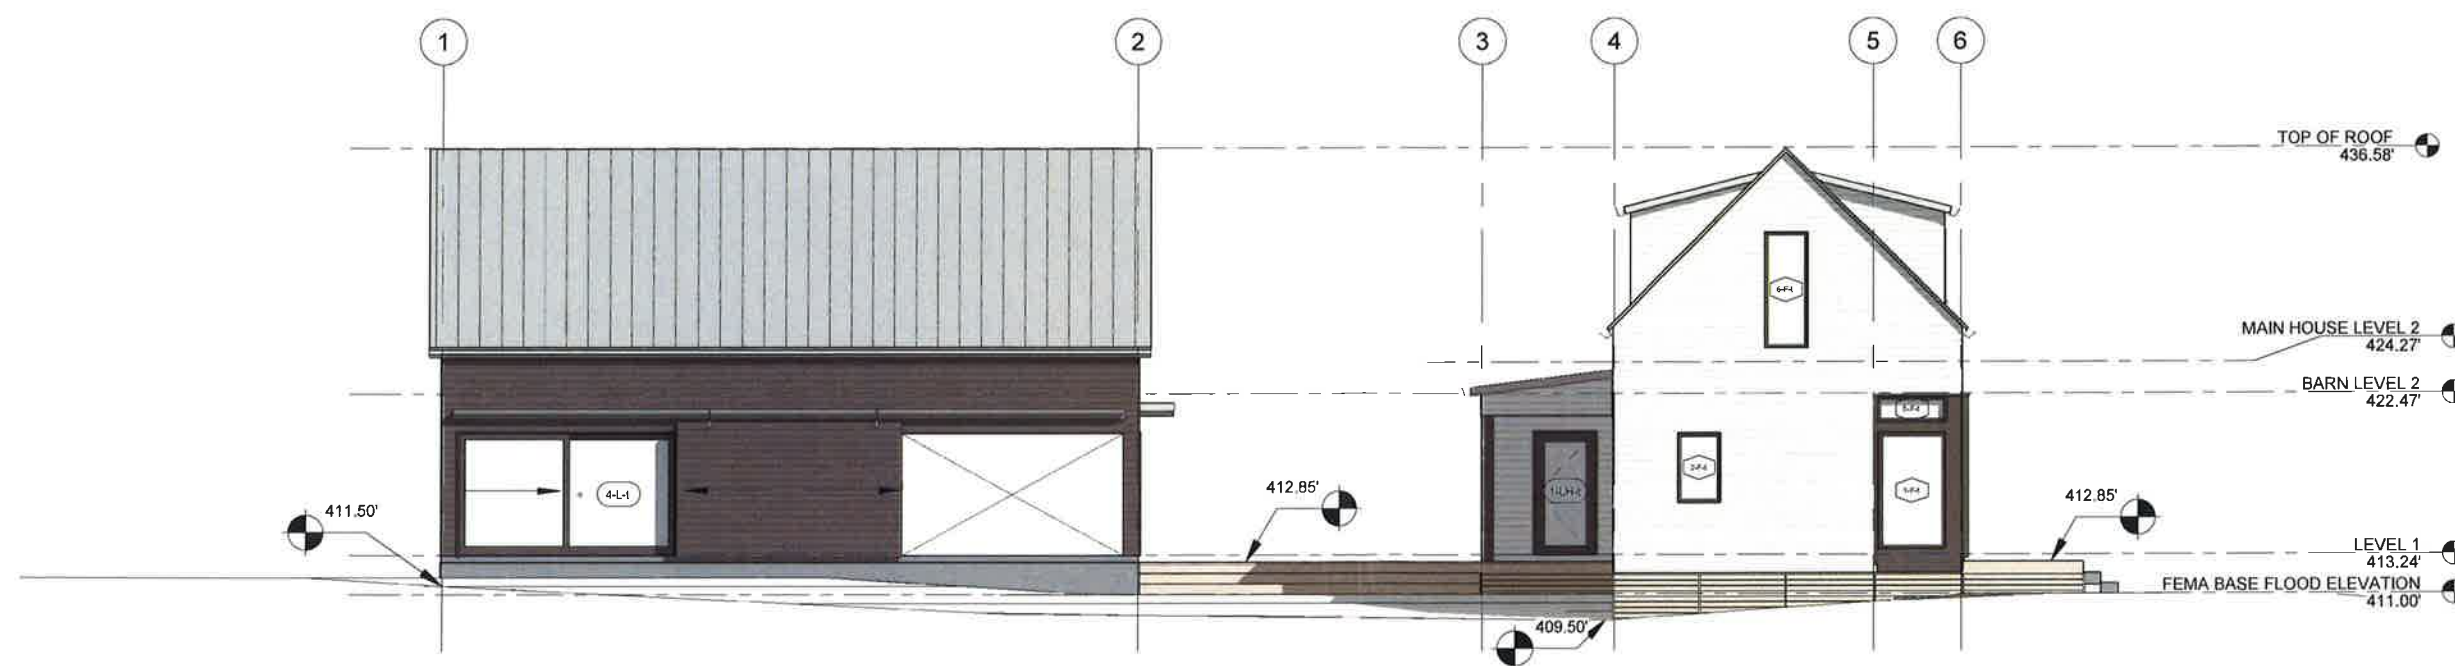 1
2
3
4
5
6
TOP OF ROOF
436.58'
MAIN HOUSE LEVEL 2
424.27'
BARN LEVEL 2
422.47'
411.50'
4-L-1
412.85'
412.85'
LEVEL 1
413.24'
FEMA BASE FLOOD ELEVATION
411.00'
409.50'